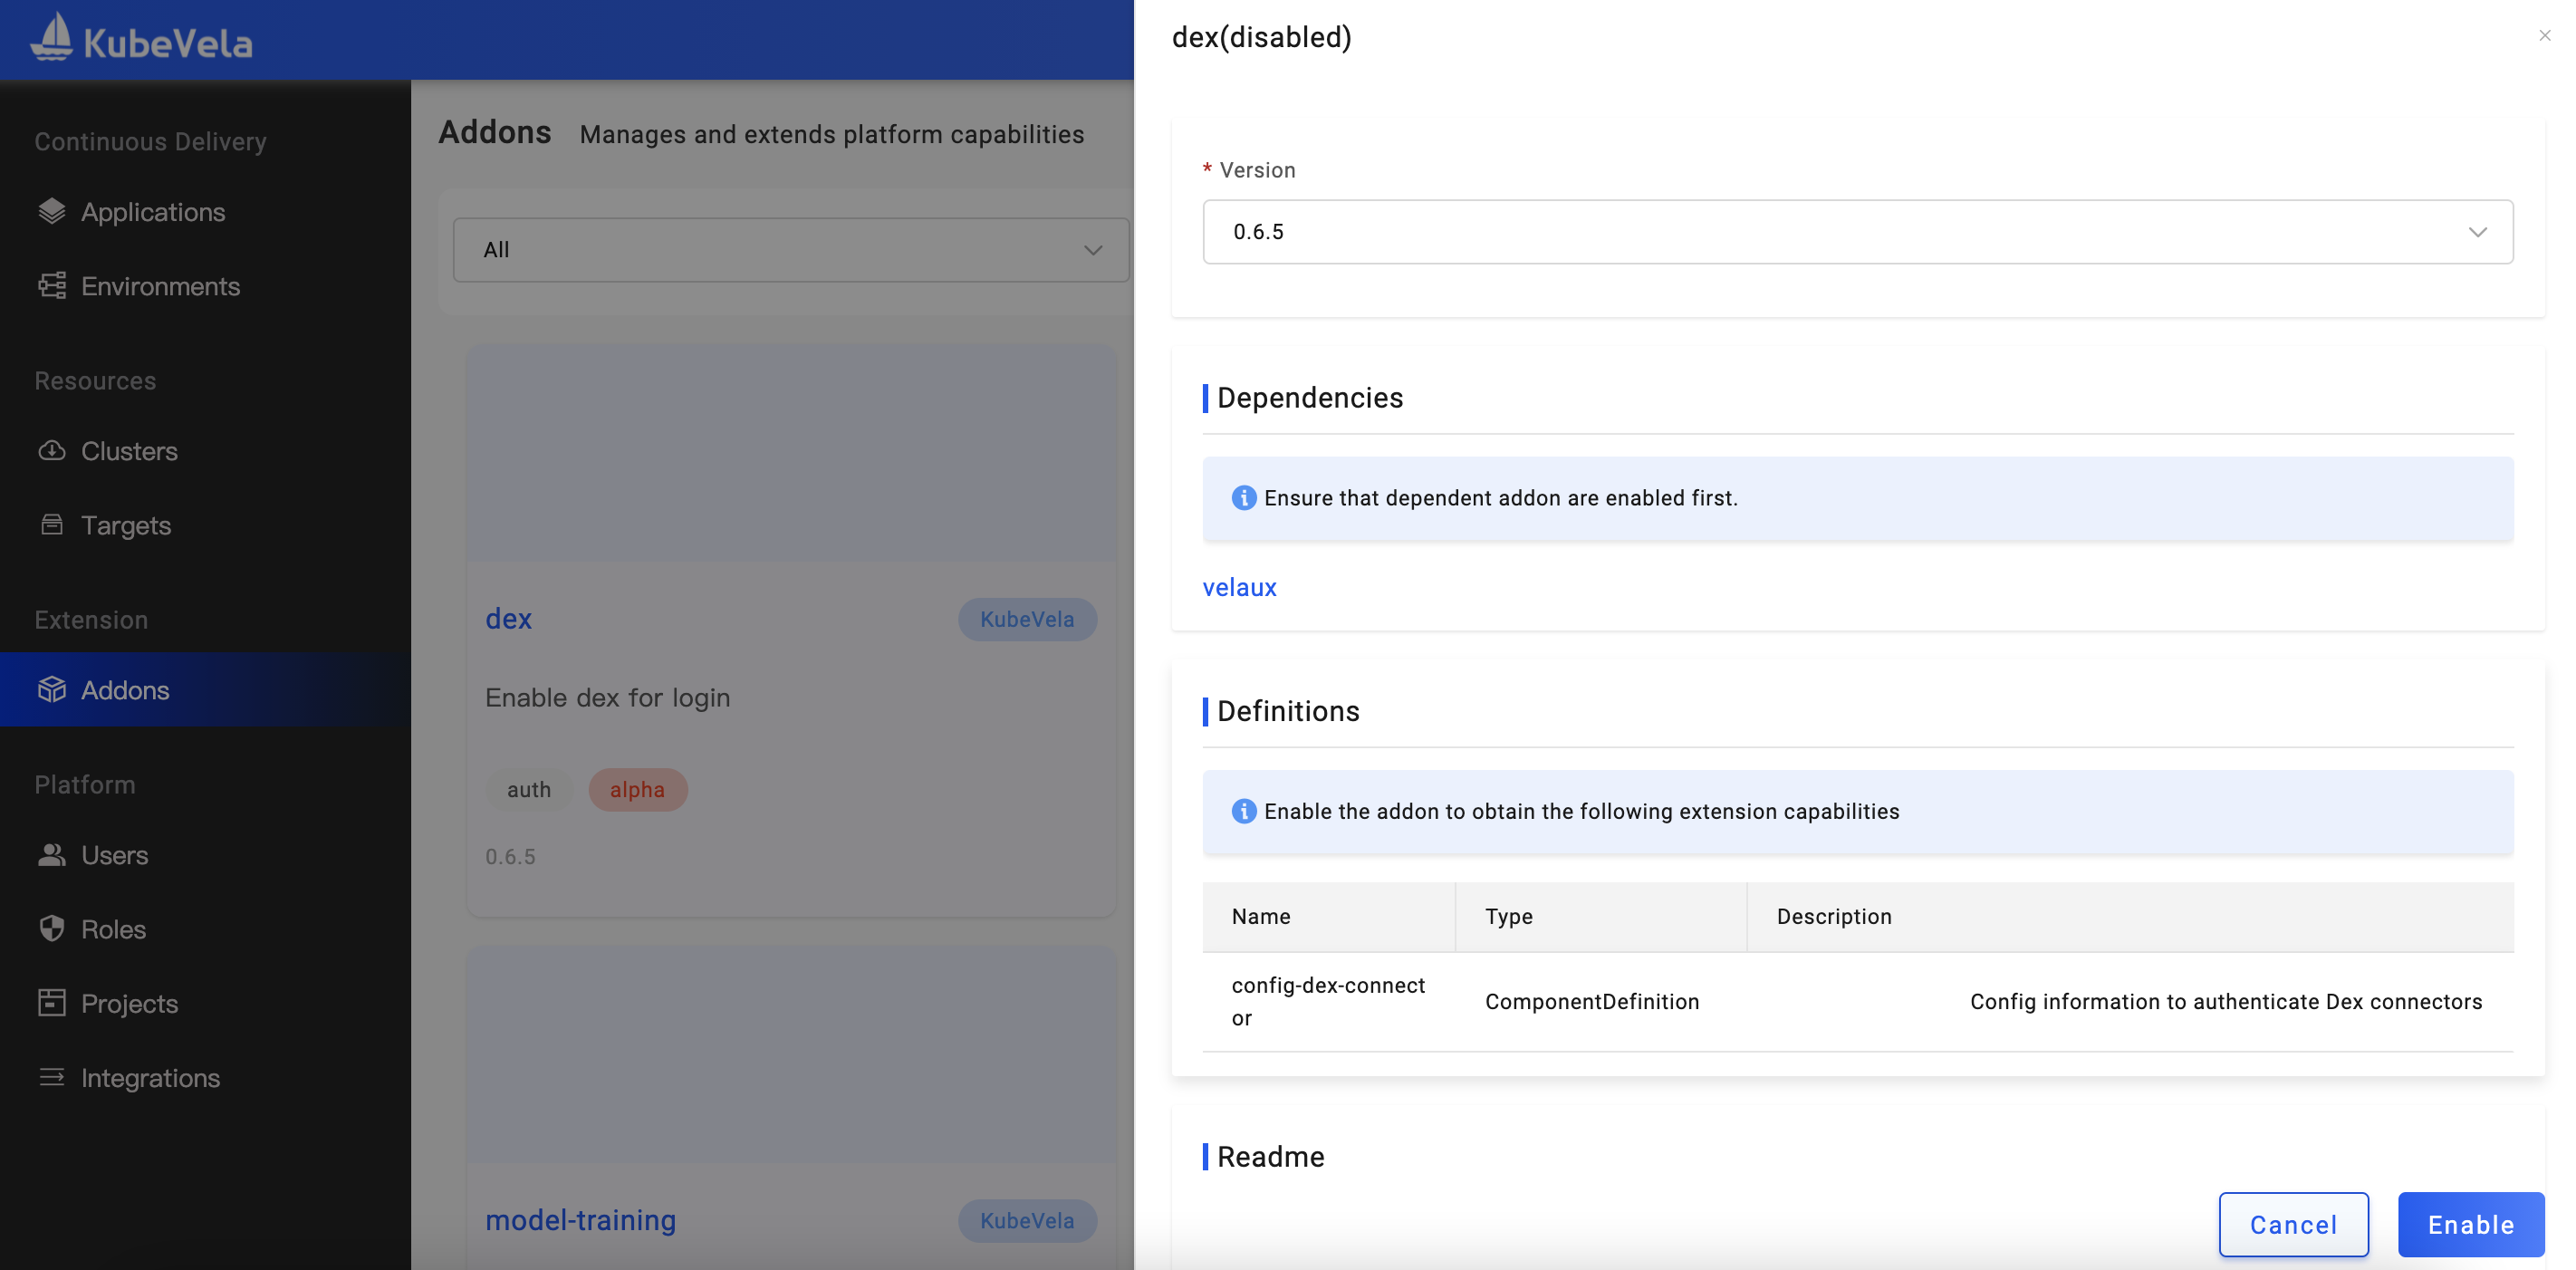 KubeVela
Continuous Delivery
Applications
Environments
Resources
Clusters
Targets
Extension
Addons
Platform
Users
Roles
Projects
Integrations
Addons Manages and extends platform capabilities
All
dex KubeVela
Enable dex for login
auth alpha
0.6.5
model-training KubeVela
dex(disabled)
* Version
0.6.5
Dependencies
Ensure that dependent addon are enabled first.
velaux
Definitions
Enable the addon to obtain the following extension capabilities
Name Type Description
config-dex-connect
or
ComponentDefinition Config information to authenticate Dex connectors
Readme
Cancel Enable